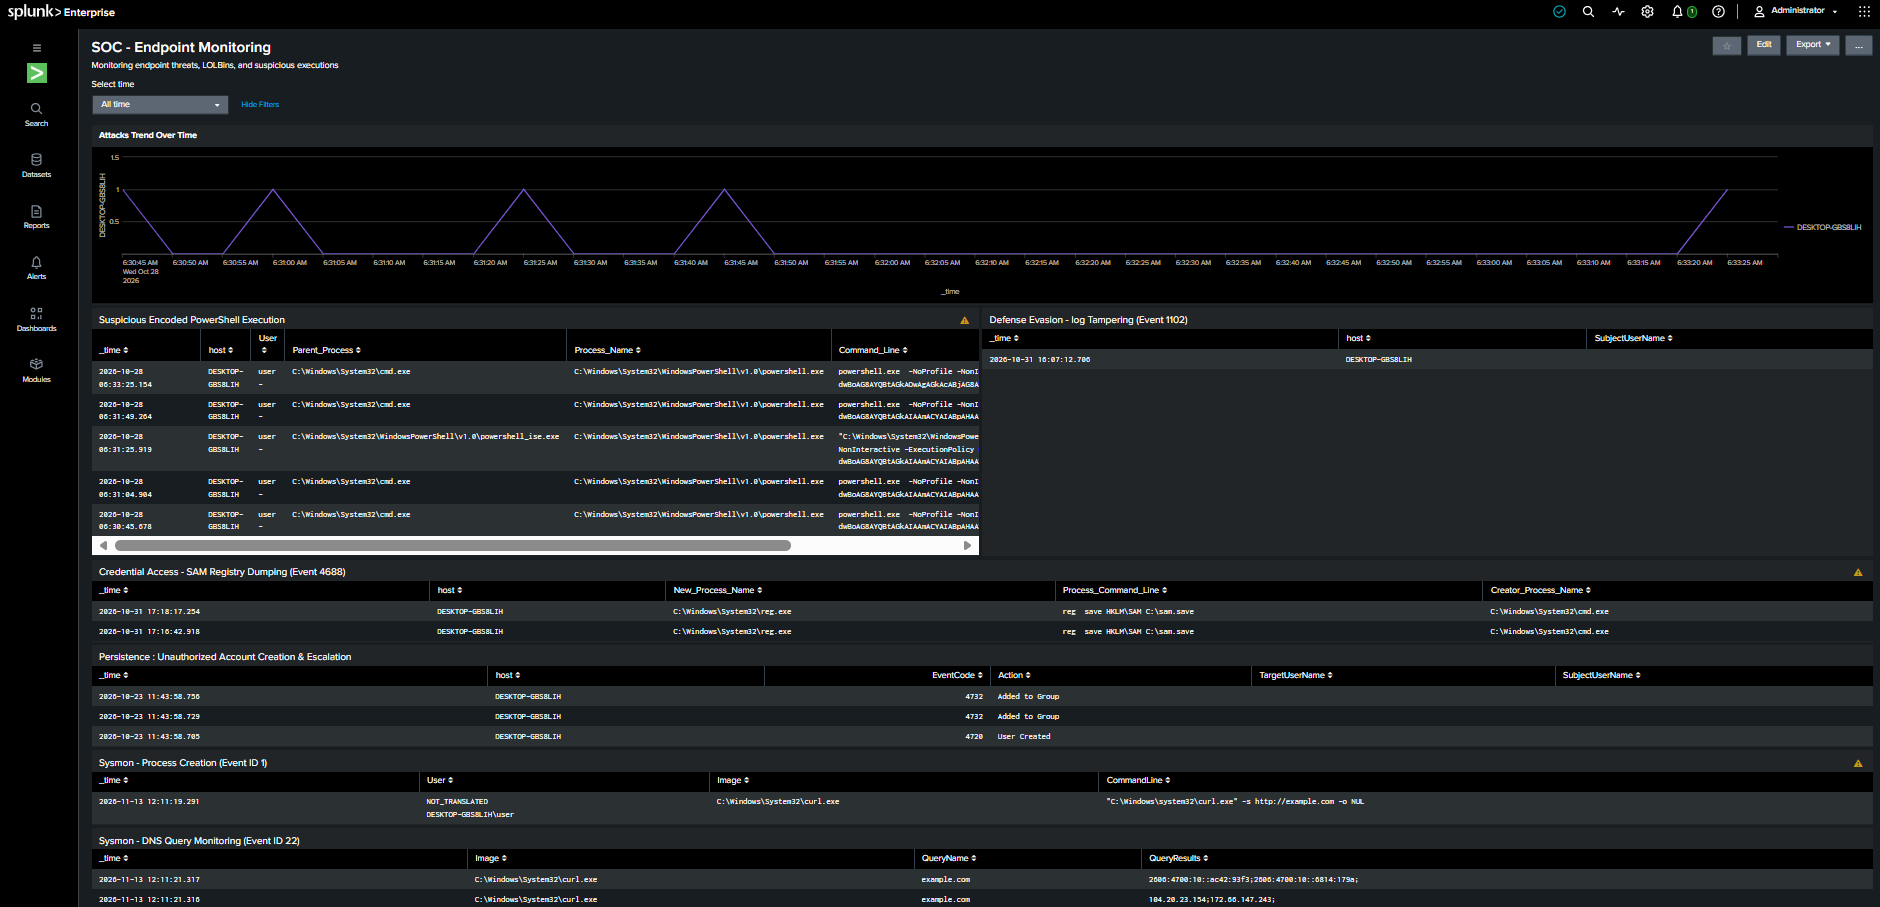 splunk> Enterprise
1
Administrator
SOC - Endpoint Monitoring
Monitoring endpoint threats, LOLBins, and suspicious executions
Edit
Export
...
Select time
All time
Hide Filters
Search
Datasets
Reports
Alerts
Dashboards
Modules
Attacks Trend Over Time
DESKTOP-GBS8LIH
1.5
1
0.5
6:30:45 AM 6:30:50 AM 6:30:55 AM 6:31:00 AM 6:31:05 AM 6:31:10 AM 6:31:15 AM 6:31:20 AM 6:31:25 AM 6:31:30 AM 6:31:35 AM 6:31:40 AM 6:31:45 AM 6:31:50 AM 6:31:55 AM 6:32:00 AM 6:32:05 AM 6:32:10 AM 6:32:15 AM 6:32:20 AM 6:32:25 AM 6:32:30 AM 6:32:35 AM 6:32:40 AM 6:32:45 AM 6:32:50 AM 6:32:55 AM 6:33:00 AM 6:33:05 AM 6:33:10 AM 6:33:15 AM 6:33:20 AM 6:33:25 AM
Wed Oct 28
2026
_time
DESKTOP-GBS8LIH
Suspicious Encoded PowerShell Execution
_time host User Parent_Process Process_Name Command_Line
2026-10-28 DESKTOP- user C:\Windows\System32\cmd.exe C:\Windows\System32\WindowsPowerShell\v1.0\powershell.exe powershell.exe -NoProfile -NonI
06:33:25.154 GBS8LIH -
2026-10-28 DESKTOP- user C:\Windows\System32\cmd.exe C:\Windows\System32\WindowsPowerShell\v1.0\powershell.exe powershell.exe -NoProfile -NonI
06:31:49.264 GBS8LIH - dwBoAG8AYQBtAGkAIAAmACYAIABpAHAA
2026-10-28 DESKTOP- user C:\Windows\System32\WindowsPowerShell\v1.0\powershell_ise.exe C:\Windows\System32\WindowsPowerShell\v1.0\powershell.exe "C:\Windows\System32\WindowsPowe
06:31:25.919 GBS8LIH - NonInteractive -ExecutionPolicy
dwBoAG8AYQBtAGkAIAAmACYAIABpAHAA
2026-10-28 DESKTOP- user C:\Windows\System32\cmd.exe C:\Windows\System32\WindowsPowerShell\v1.0\powershell.exe powershell.exe -NoProfile -NonI
06:31:04.904 GBS8LIH - dwBoAG8AYQBtAGkAIAAmACYAIABpAHAA
2026-10-28 DESKTOP- user C:\Windows\System32\cmd.exe C:\Windows\System32\WindowsPowerShell\v1.0\powershell.exe powershell.exe -NoProfile -NonI
06:30:45.678 GBS8LIH - dwBoAG8AYQBtAGkAIAAmACYAIABpAHAA
Defense Evasion - log Tampering (Event 1102)
_time host SubjectUserName
2026-10-31 16:07:12.706 DESKTOP-GBS8LIH
Credential Access - SAM Registry Dumping (Event 4688)
_time host New_Process_Name Process_Command_Line Creator_Process_Name
2026-10-31 17:18:17.254 DESKTOP-GBS8LIH C:\Windows\System32\reg.exe reg save HKLM\SAM C:\sam.save C:\Windows\System32\cmd.exe
2026-10-31 17:16:42.918 DESKTOP-GBS8LIH C:\Windows\System32\reg.exe reg save HKLM\SAM C:\sam.save C:\Windows\System32\cmd.exe
Persistence : Unauthorized Account Creation & Escalation
_time host EventCode Action TargetUserName SubjectUserName
2026-10-23 11:43:58.756 DESKTOP-GBS8LIH 4732 Added to Group
2026-10-23 11:43:58.729 DESKTOP-GBS8LIH 4732 Added to Group
2026-10-23 11:43:58.705 DESKTOP-GBS8LIH 4720 User Created
Sysmon - Process Creation (Event ID 1)
_time User Image CommandLine
2026-11-13 12:11:19.291 NOT_TRANSLATED C:\Windows\System32\curl.exe "C:\Windows\system32\curl.exe" -s http://example.com -o NUL
DESKTOP-GBS8LIH\user
Sysmon - DNS Query Monitoring (Event ID 22)
_time Image QueryName QueryResults
2026-11-13 12:11:21.317 C:\Windows\System32\curl.exe example.com 2606:4700:10::ac42:93f3;2606:4700:10::6814:179a;
2026-11-13 12:11:21.316 C:\Windows\System32\curl.exe example.com 104.20.23.154;172.66.147.243;